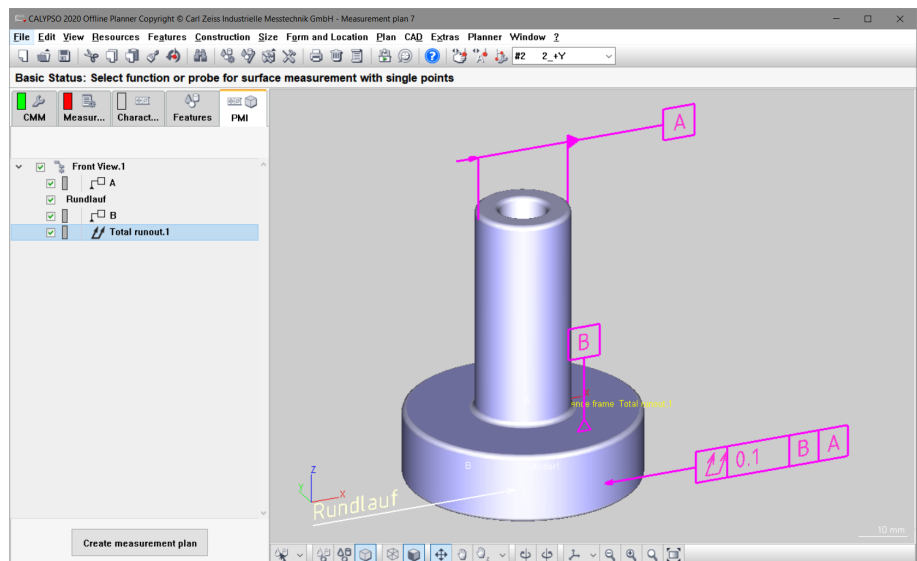 CALYPSO 2020 Offline Planner Copyright © Carl Zeiss Industrielle Messtechnik GmbH - Measurement plan 7
File Edit View Resources Features Construction Size Form and Location Plan CAD Extras Planner Window ?
#2 2_+Y
Basic Status: Select function or probe for surface measurement with single points
CMM Measur... Charact... Features PMI
Front View.1
A
Rundlauf
B
Total runout.1
Create measurement plan
A
B
ence frame Total runout.1
0.1 B A
B
Z
Y
X
Rundlauf
10 mm